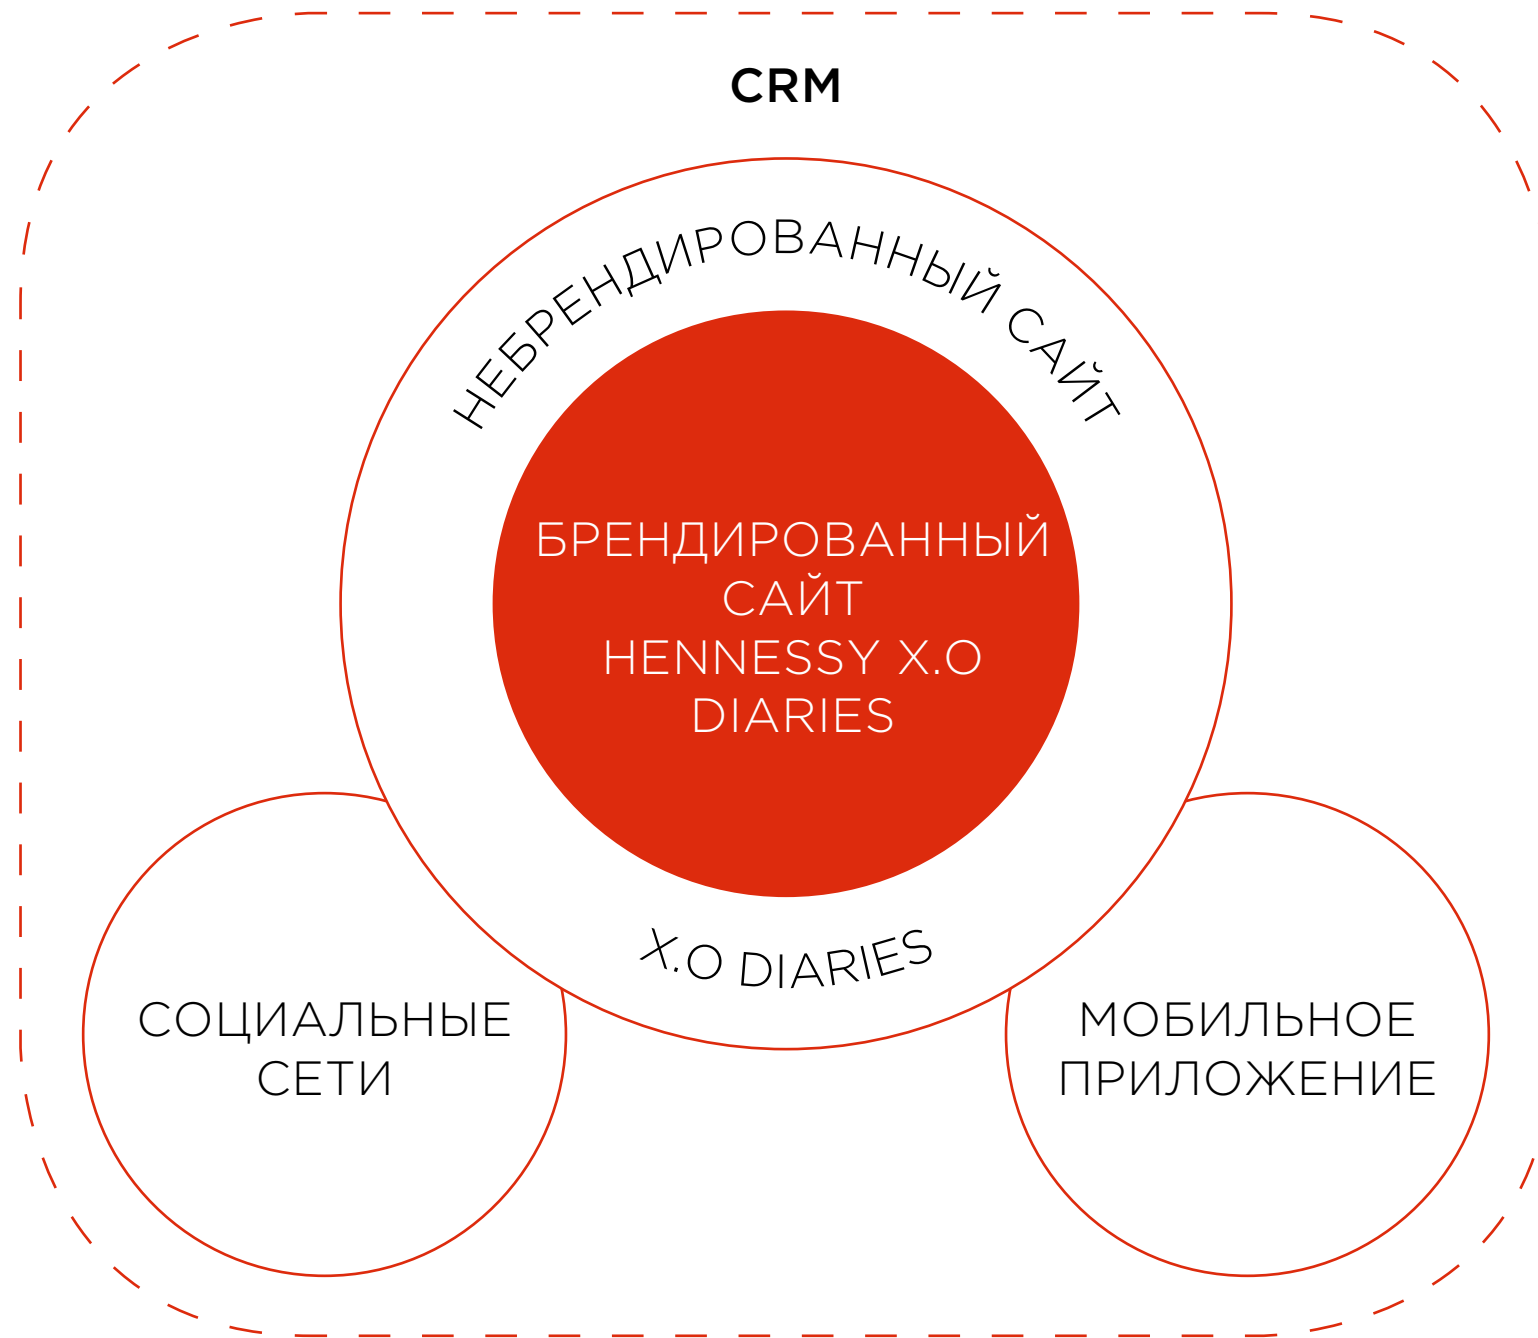 CRM
НЕБРЕНДИРОВАННЫЙ САЙТ
БРЕНДИРОВАННЫЙ
САЙТ
HENNESSY X.O
DIARIES
X.O DIARIES
СОЦИАЛЬНЫЕ
СЕТИ
МОБИЛЬНОЕ
ПРИЛОЖЕНИЕ